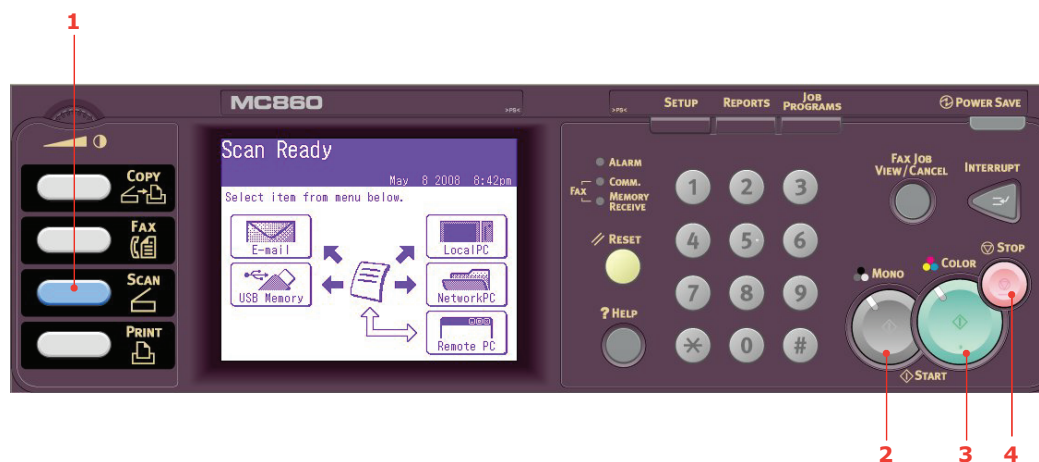 1
MC860
>PS<
>PS<
SETUP
REPORTS
JOB
PROGRAMS
POWER SAVE
COPY
FAX
SCAN
PRINT
Scan Ready
May 8 2008 8:42pm
Select item from menu below.
E-mail
LocalPC
USB Memory
NetworkPC
Remote PC
ALARM
FAX
COMM.
MEMORY
RECEIVE
RESET
? HELP
1 2 3
4 5 6
7 8 9
* 0 #
FAX JOB
VIEW/CANCEL
INTERRUPT
STOP
MONO
COLOR
START
2 3 4